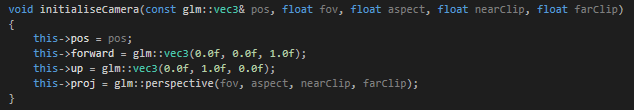 void initialiseCamera(const glm::vec3& pos, float fov, float aspect, float nearClip, float farClip)
{
    this->pos = pos;
    this->forward = glm::vec3(0.0f, 0.0f, 1.0f);
    this->up = glm::vec3(0.0f, 1.0f, 0.0f);
    this->proj = glm::perspective(fov, aspect, nearClip, farClip);
}